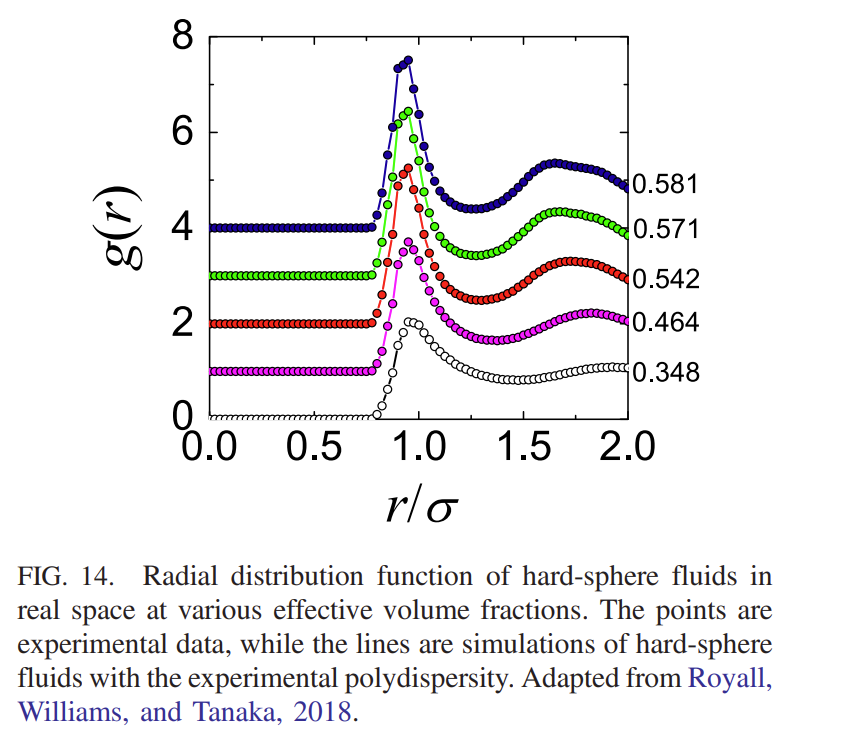 8
6
4
2
0
g(r)
0.581
0.571
0.542
0.464
0.348
0.0 0.5 1.0 1.5 2.0
r/σ
FIG. 14. Radial distribution function of hard-sphere fluids in
real space at various effective volume fractions. The points are
experimental data, while the lines are simulations of hard-sphere
fluids with the experimental polydispersity. Adapted from Royall,
Williams, and Tanaka, 2018.